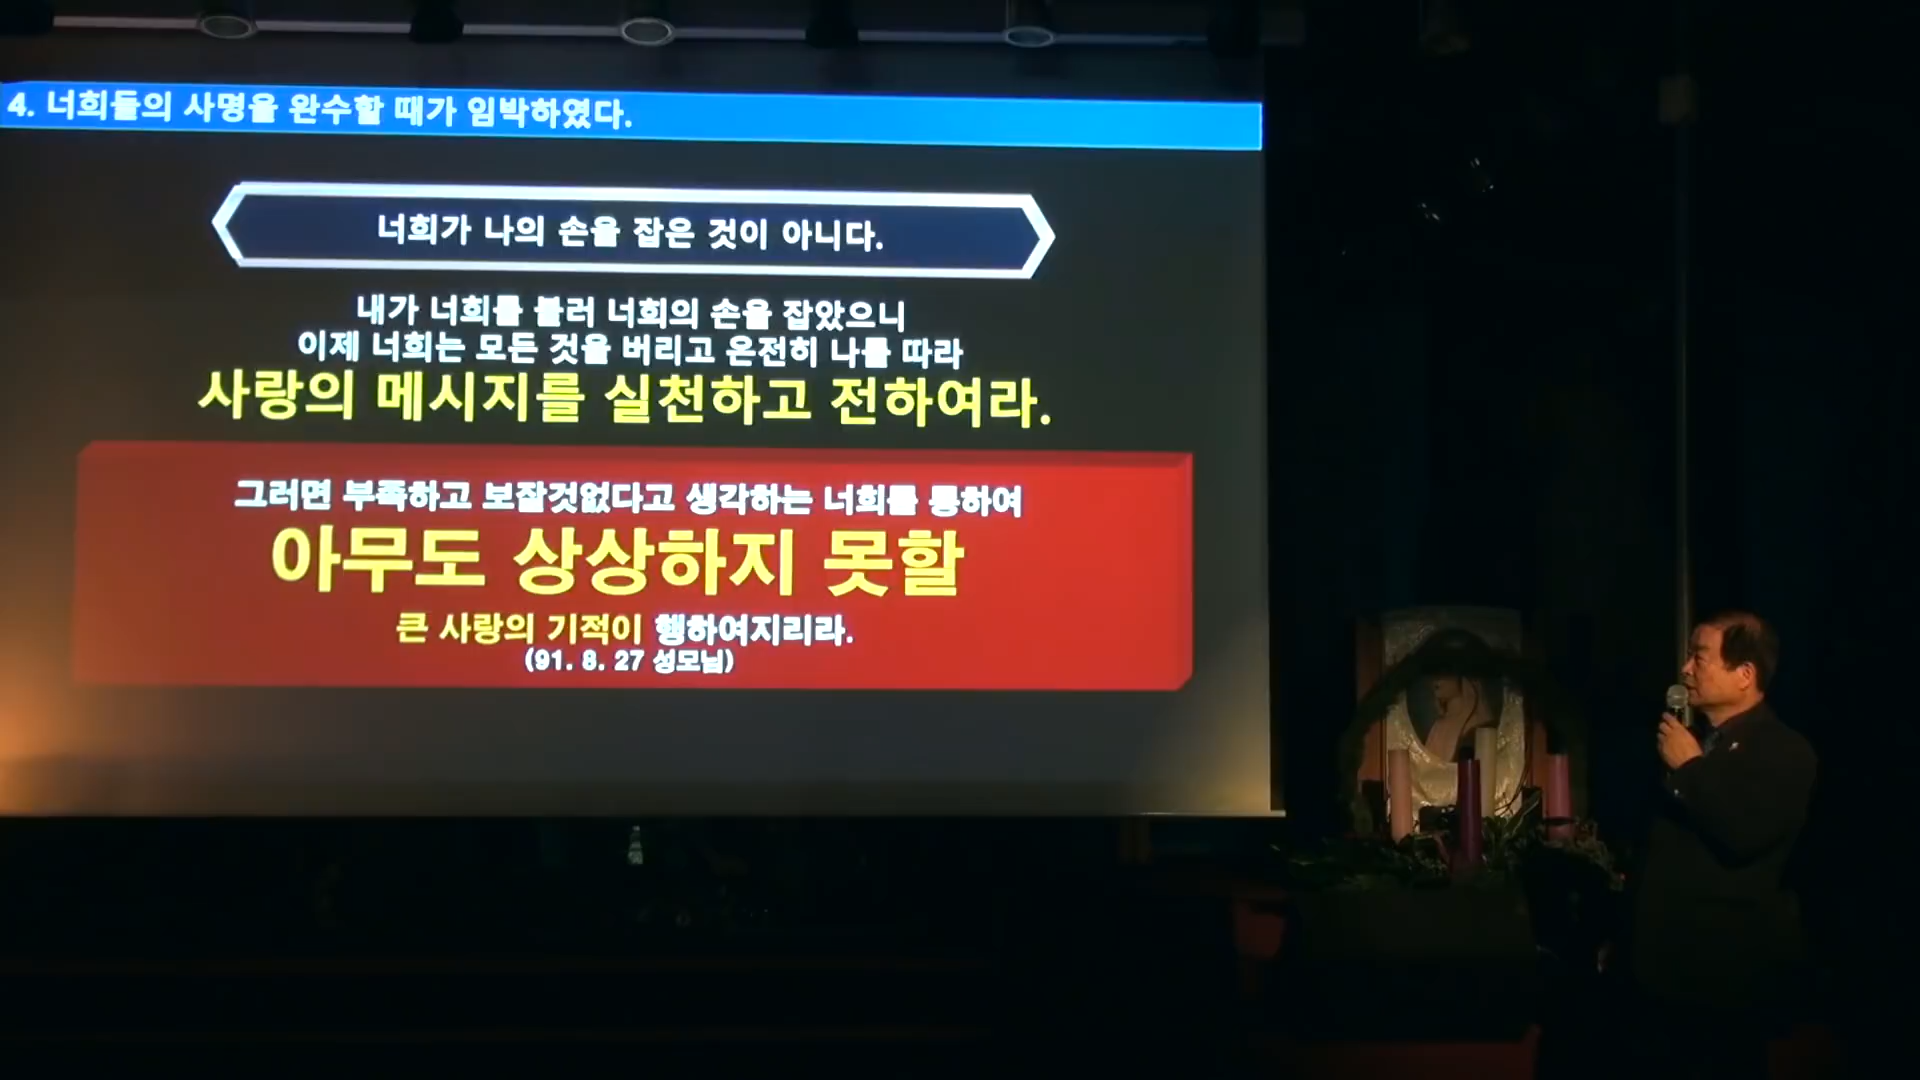 4. 너희들의 사명을 완수할 때가 임박하였다.
너희가 나의 손을 잡은 것이 아니다.
내가 너희를 불러 너희의 손을 잡았으니
이제 너희는 모든 것을 버리고 온전히 나를 따라
사랑의 메시지를 실천하고 전하여라.
그러면 부족하고 보잘것없다고 생각하는 너희를 통하여
아무도 상상하지 못할
큰 사랑의 기적이 행하여지리라.
(91. 8. 27 성모님)